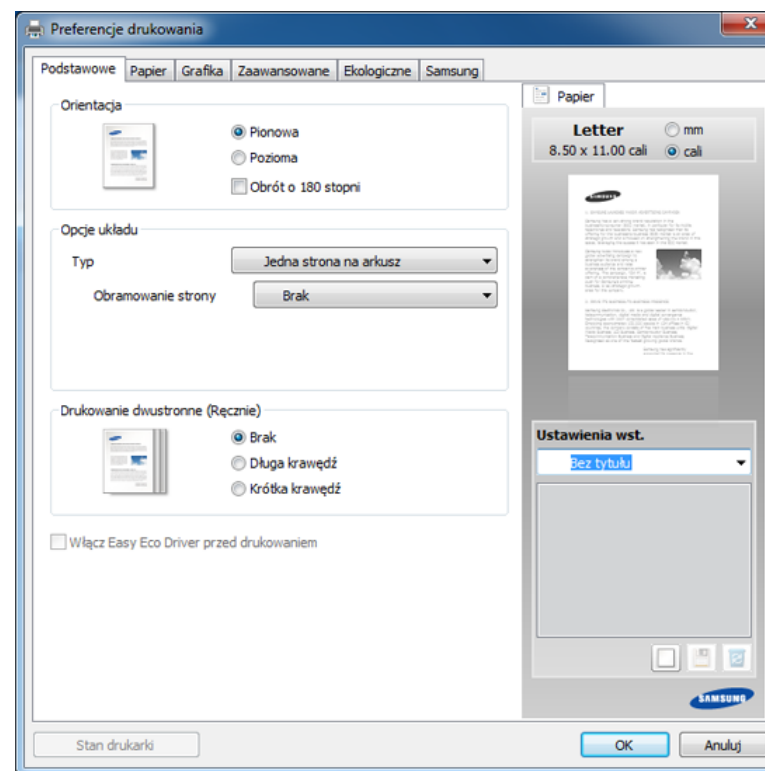 Preferencje drukowania
Podstawowe Papier Grafika Zaawansowane Ekologiczne Samsung
Orientacja
Pionowa
Pozioma
Obrót o 180 stopni
Opcje układu
Typ Jedna strona na arkusz
Obramowanie strony Brak
Drukowanie dwustronne (Ręcznie)
Brak
Długa krawędź
Krótka krawędź
Włącz Easy Eco Driver przed drukowaniem
Papier
Letter mm
8.50 x 11.00 cali cali
SAMSUNG
Ustawienia wst.
Bez tytułu
SAMSUNG
Stan drukarki OK Anuluj